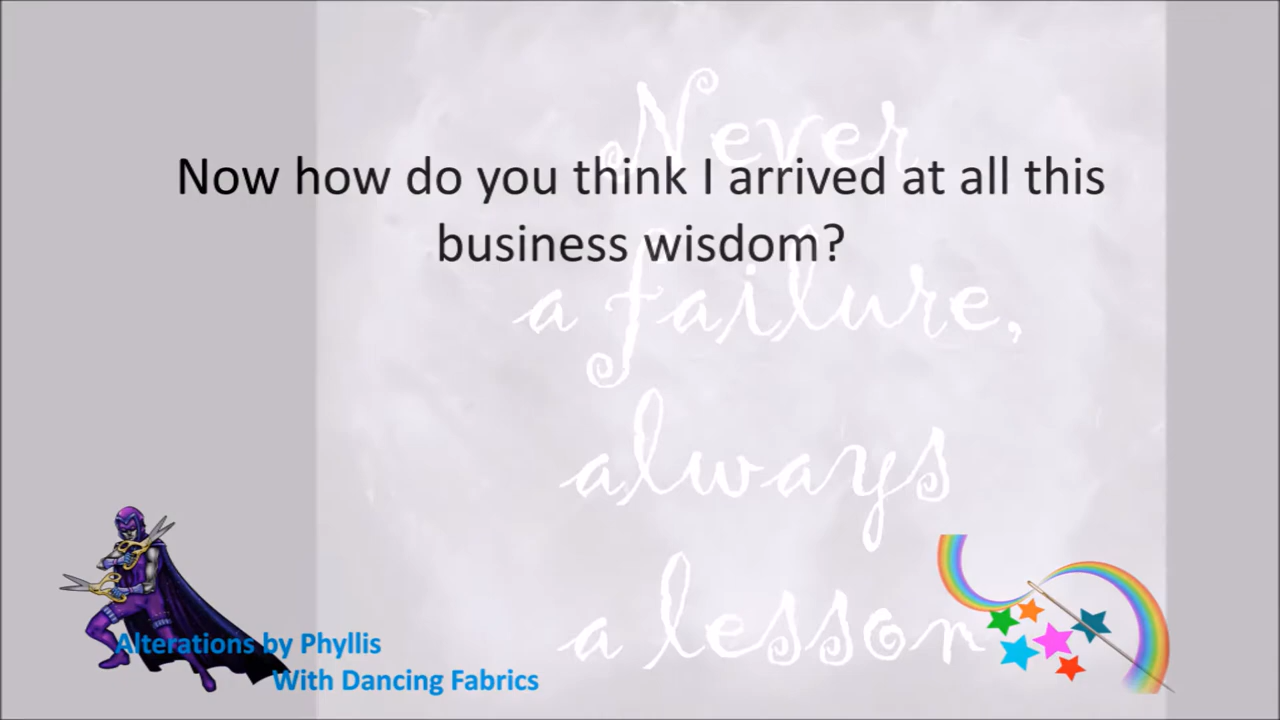 Never
Now how do you think I arrived at all this
business wisdom?
a failure,
always
a lesson
Alterations by Phyllis
With Dancing Fabrics